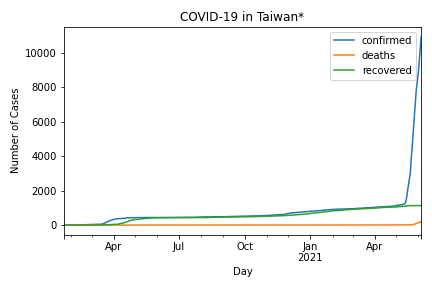 COVID-19 in Taiwan*
confirmed
deaths
recovered
Number of Cases
10000
8000
6000
4000
2000
0
Apr
Jul
Oct
Jan
2021
Apr
Day